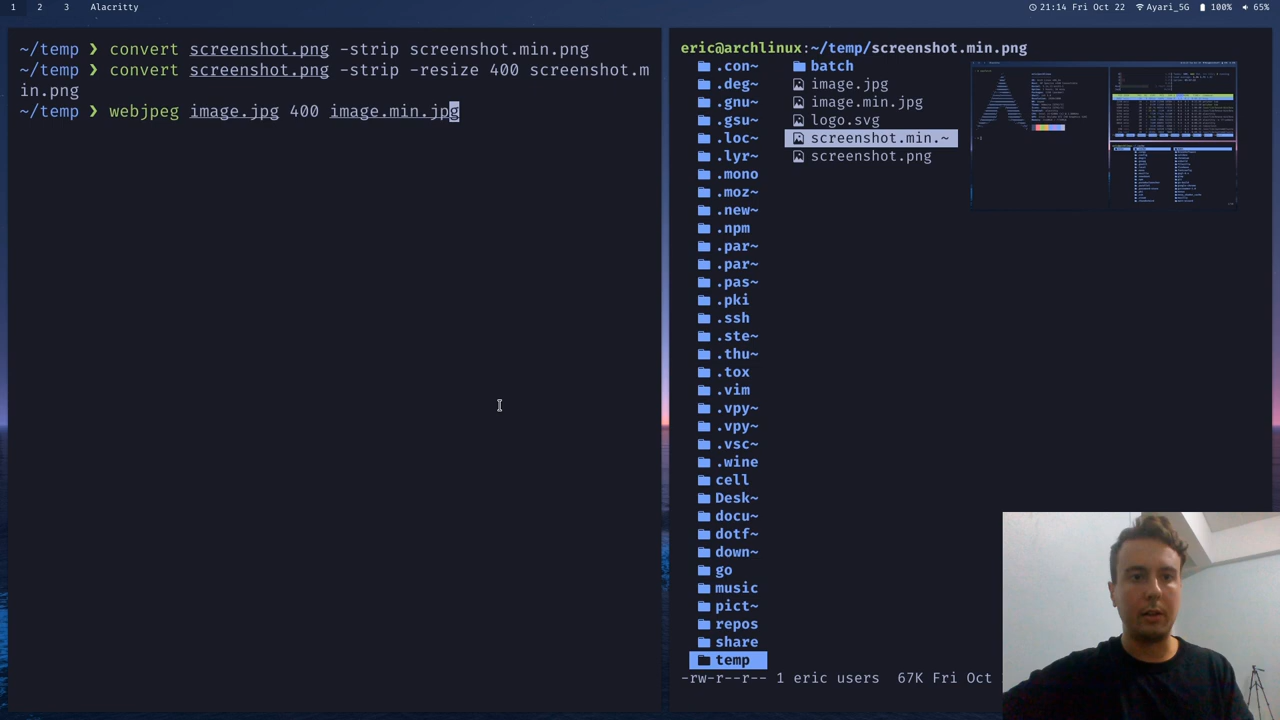 1 2 3 Alacritty
21:14 Fri Oct 22 Ayari_5G 100% 65%
~/temp ❯ convert screenshot.png -strip screenshot.min.png
~/temp ❯ convert screenshot.png -strip -resize 400 screenshot.m
in.png
~/temp ❯ webjpeg image.jpg 1000 image.min.jpg
eric@archlinux:~/temp/screenshot.min.png
.con~
.deg~
.gnu~
.gsu~
.loc~
.lyr~
.mono
.moz~
.new~
.npm
.par~
.par~
.pas~
.pki
.ssh
.ste~
.thu~
.tox
.vim
.vpy~
.vpy~
.vsc~
.wine
cell
Desk~
docu~
dotf~
down~
go
music
pict~
repos
share
temp
batch
image.jpg
image.min.jpg
logo.svg
screenshot.min.~
screenshot.png
-rw-r--r-- 1 eric users 67K Fri Oct